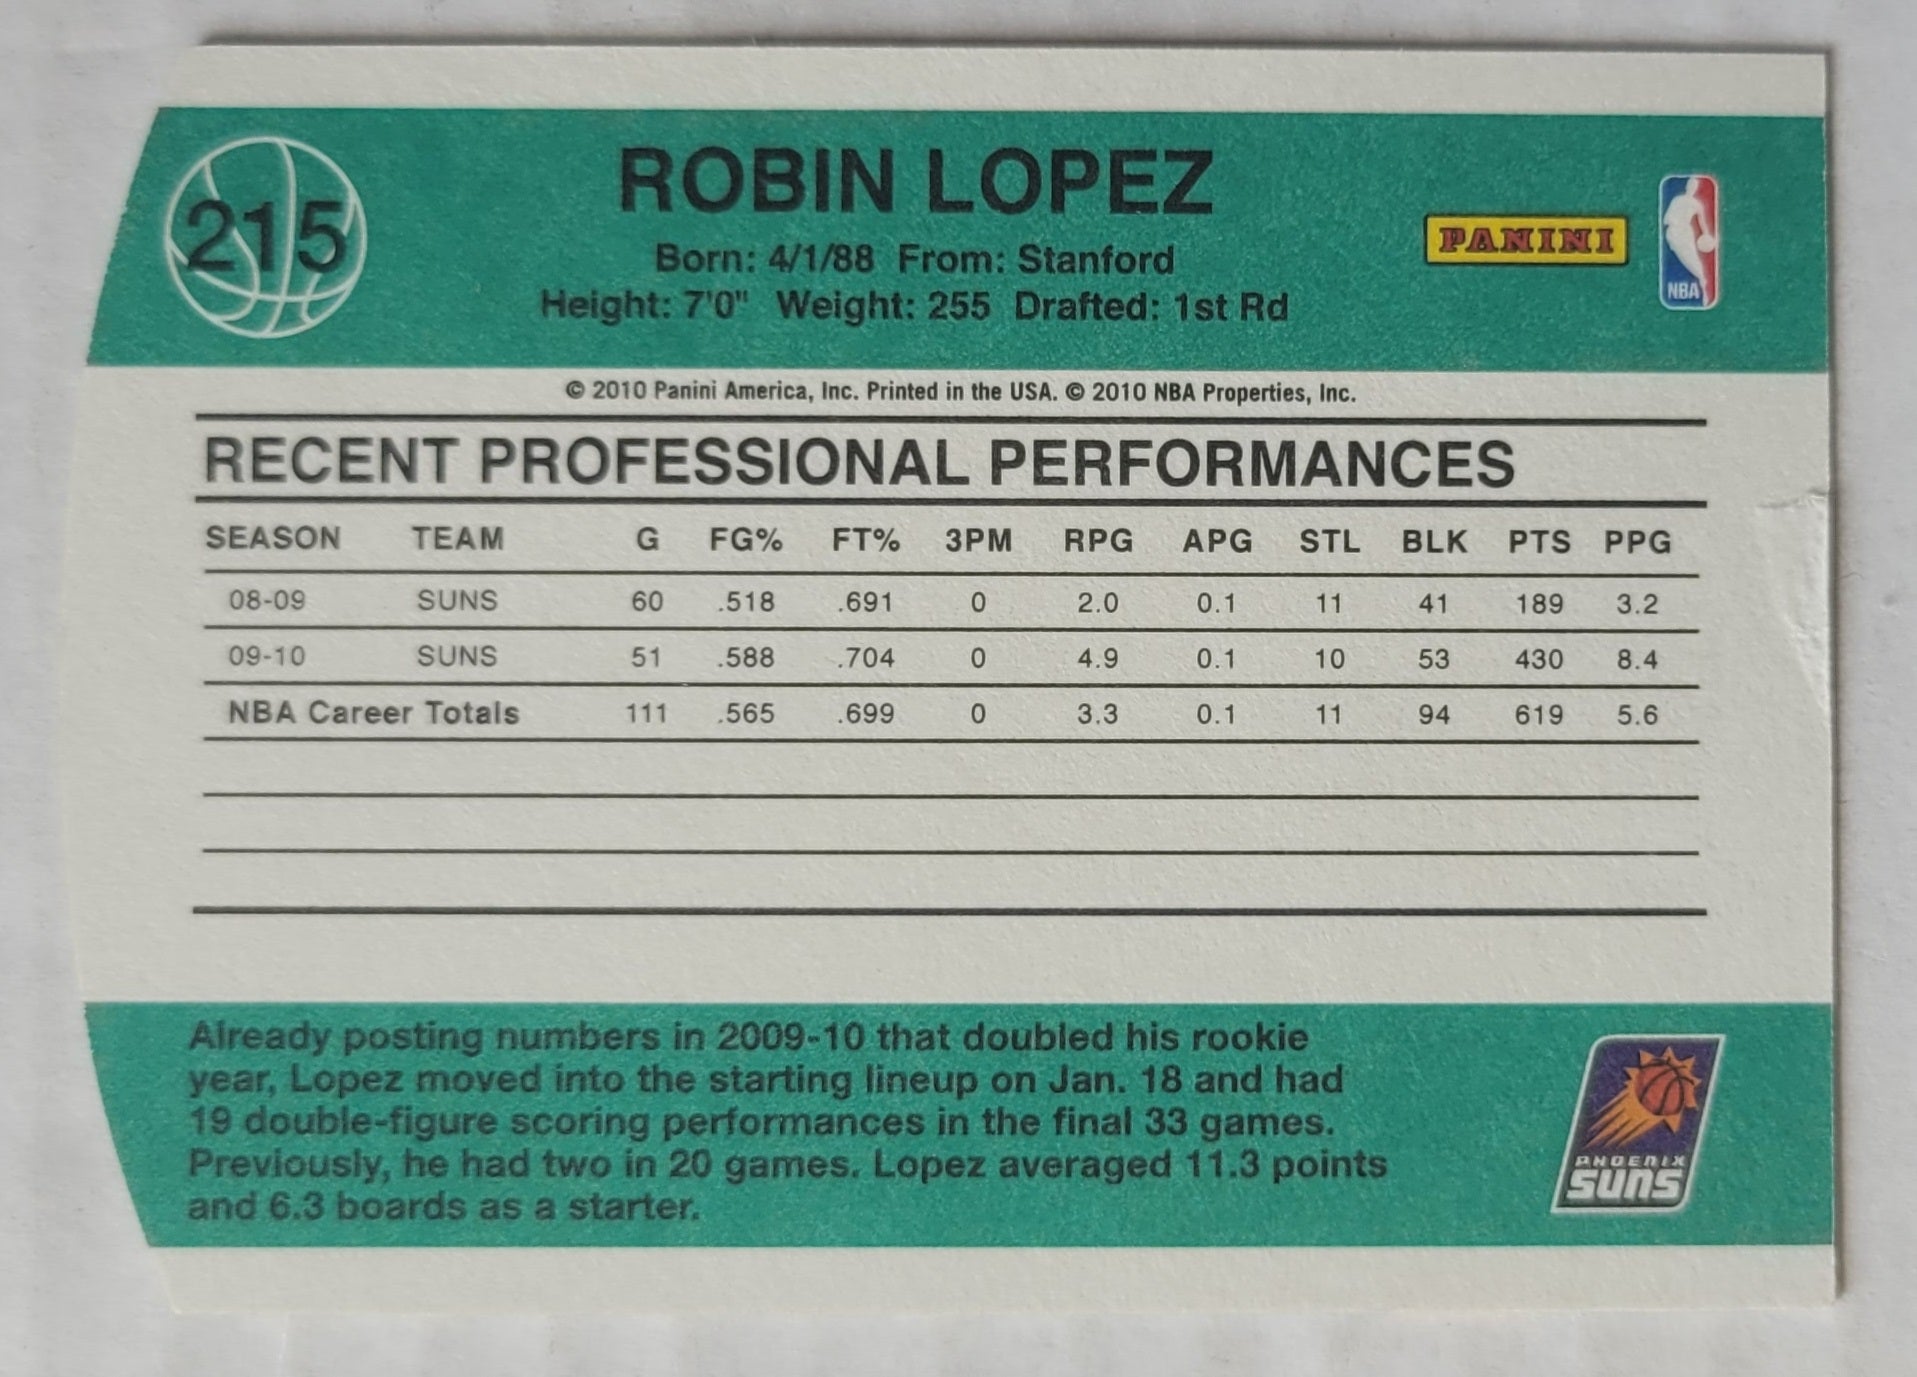 215
ROBIN LOPEZ
Born: 4/1/88 From: Stanford
Height: 7'0" Weight: 255 Drafted: 1st Rd
PANINI
NBA
© 2010 Panini America, Inc. Printed in the USA. © 2010 NBA Properties, Inc.
RECENT PROFESSIONAL PERFORMANCES
SEASON TEAM G FG% FT% 3PM RPG APG STL BLK PTS PPG
08-09 SUNS 60 .518 .691 0 2.0 0.1 11 41 189 3.2
09-10 SUNS 51 .588 .704 0 4.9 0.1 10 53 430 8.4
NBA Career Totals 111 .565 .699 0 3.3 0.1 11 94 619 5.6
Already posting numbers in 2009-10 that doubled his rookie
year, Lopez moved into the starting lineup on Jan. 18 and had
19 double-figure scoring performances in the final 33 games.
Previously, he had two in 20 games. Lopez averaged 11.3 points
and 6.3 boards as a starter.
PHOENIX
SUNS